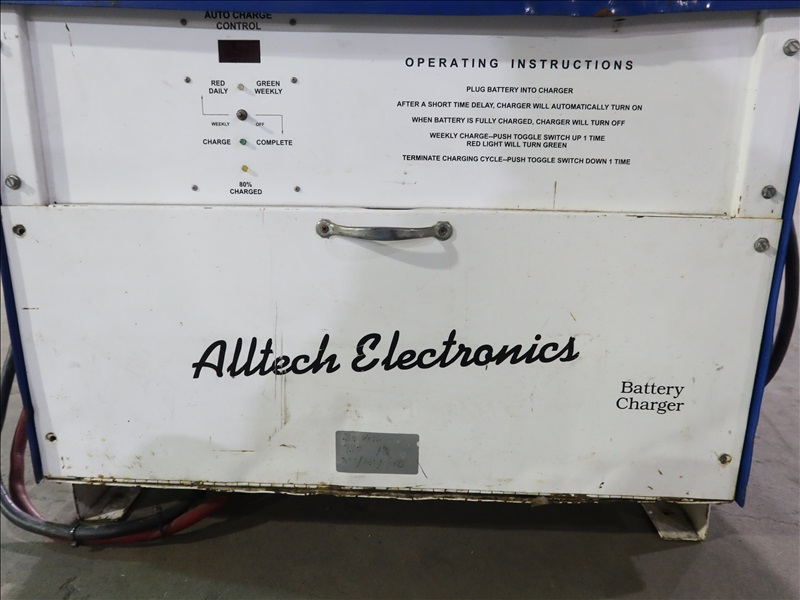 AUTO CHARGE
CONTROL
RED
DAILY
GREEN
WEEKLY
WEEKLY
OFF
CHARGE
COMPLETE
80%
CHARGED
OPERATING INSTRUCTIONS
PLUG BATTERY INTO CHARGER
AFTER A SHORT TIME DELAY, CHARGER WILL AUTOMATICALLY TURN ON
WHEN BATTERY IS FULLY CHARGED, CHARGER WILL TURN OFF
WEEKLY CHARGE--PUSH TOGGLE SWITCH UP 1 TIME
RED LIGHT WILL TURN GREEN
TERMINATE CHARGING CYCLE--PUSH TOGGLE SWITCH DOWN 1 TIME
Alltech Electronics
Battery
Charger